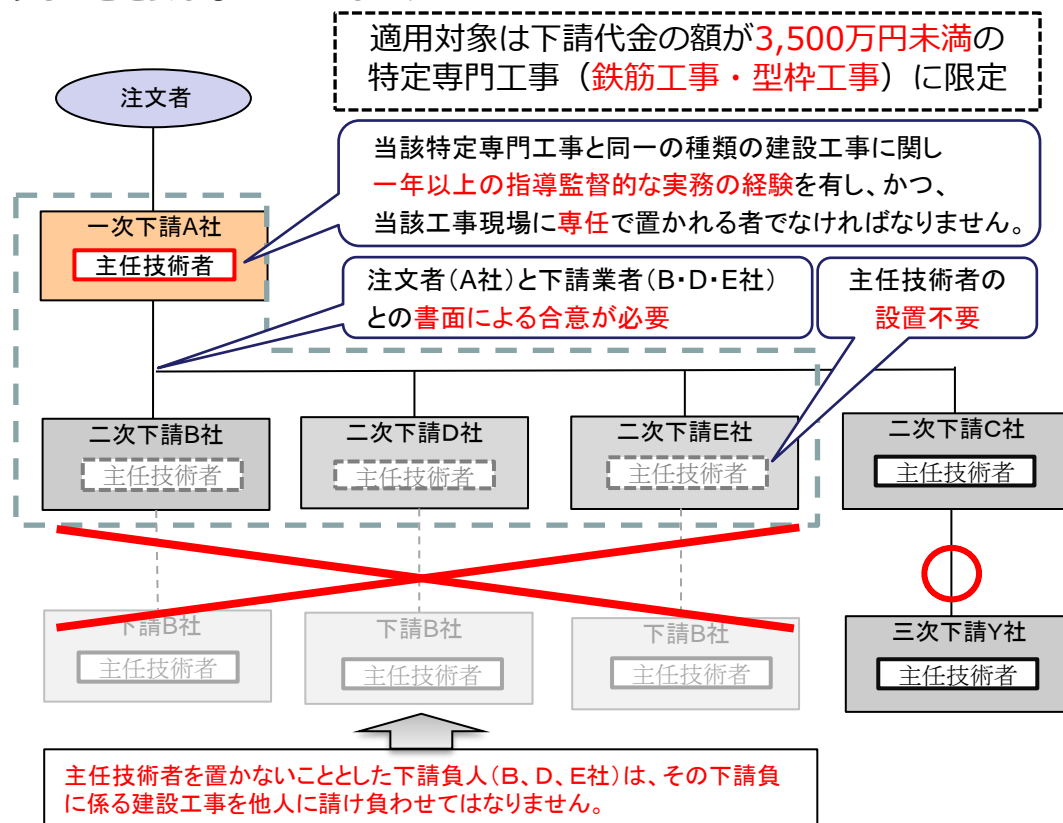 適用対象は下請代金の額が3,500万円未満の
特定専門工事（鉄筋工事・型枠工事）に限定
注文者
当該特定専門工事と同一の種類の建設工事に関し
一年以上の指導監督的な実務の経験を有し、かつ、
当該工事現場に専任で置かれる者でなければなりません。
一次下請A社
主任技術者
注文者(A社)と下請業者(B・D・E社)
との書面による合意が必要
主任技術者の
設置不要
二次下請B社
主任技術者
二次下請D社
主任技術者
二次下請E社
主任技術者
二次下請C社
主任技術者
下請B社
主任技術者
下請B社
主任技術者
下請B社
主任技術者
三次下請Y社
主任技術者
主任技術者を置かないこととした下請負人(B、D、E社)は、その下請負
に係る建設工事を他人に請け負わせてはなりません。